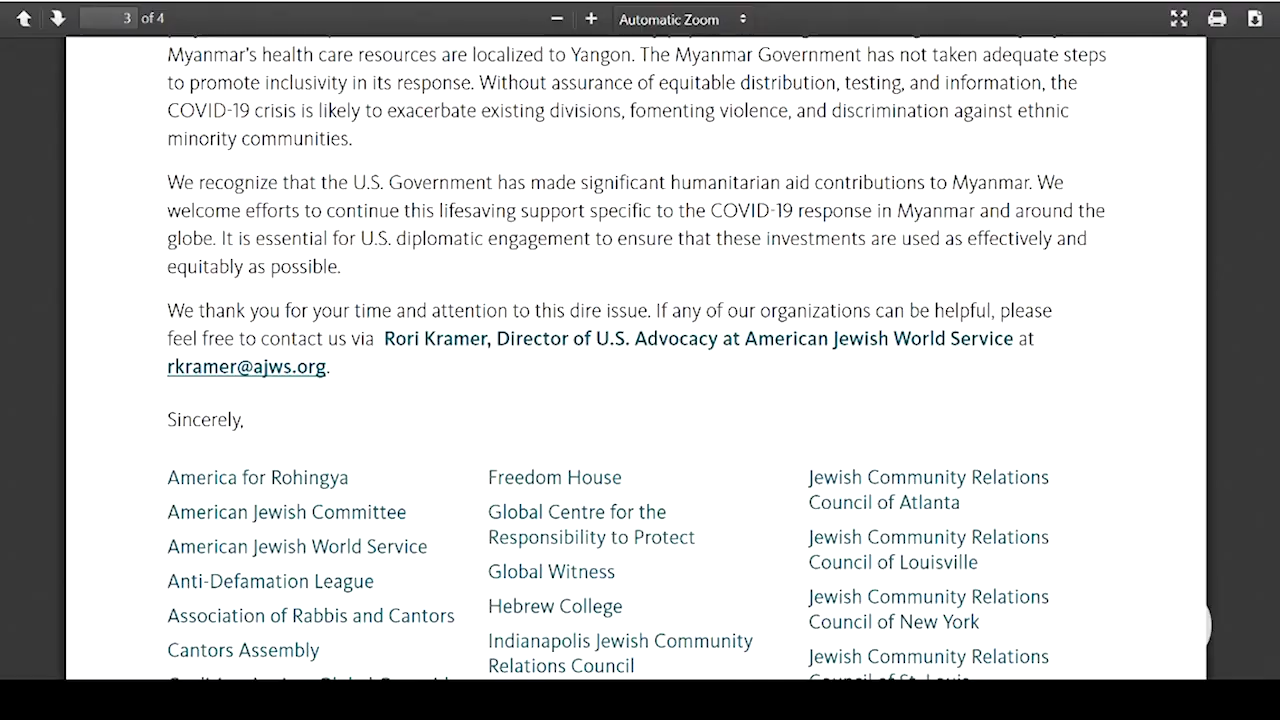 3 of 4
Automatic Zoom
Myanmar's health care resources are localized to Yangon. The Myanmar Government has not taken adequate steps
to promote inclusivity in its response. Without assurance of equitable distribution, testing, and information, the
COVID-19 crisis is likely to exacerbate existing divisions, fomenting violence, and discrimination against ethnic
minority communities.
We recognize that the U.S. Government has made significant humanitarian aid contributions to Myanmar. We
welcome efforts to continue this lifesaving support specific to the COVID-19 response in Myanmar and around the
globe. It is essential for U.S. diplomatic engagement to ensure that these investments are used as effectively and
equitably as possible.
We thank you for your time and attention to this dire issue. If any of our organizations can be helpful, please
feel free to contact us via Rori Kramer, Director of U.S. Advocacy at American Jewish World Service at
rkramer@ajws.org.
Sincerely,
America for Rohingya
American Jewish Committee
American Jewish World Service
Anti-Defamation League
Association of Rabbis and Cantors
Cantors Assembly
Freedom House
Global Centre for the
Responsibility to Protect
Global Witness
Hebrew College
Indianapolis Jewish Community
Relations Council
Jewish Community Relations
Council of Atlanta
Jewish Community Relations
Council of Louisville
Jewish Community Relations
Council of New York
Jewish Community Relations
Council of St. Louis